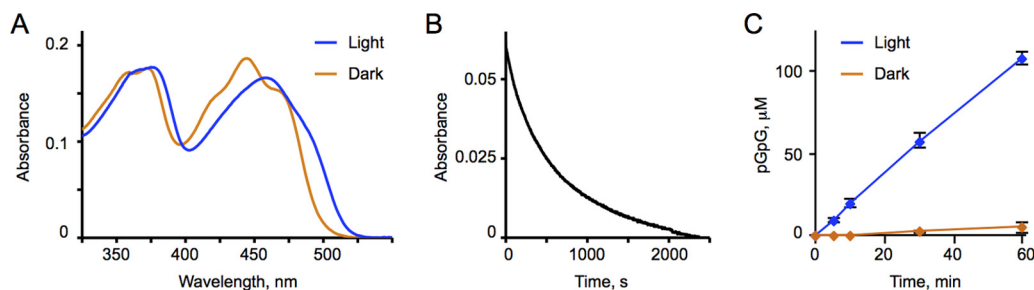 A
Absorbance
0.2
0.1
0
350
400
450
500
Wavelength, nm
Light
Dark
B
Absorbance
0.05
0.025
0
0
1000
2000
Time, s
C
pGpG, µM
100
50
0
0
20
40
60
Time, min
Light
Dark